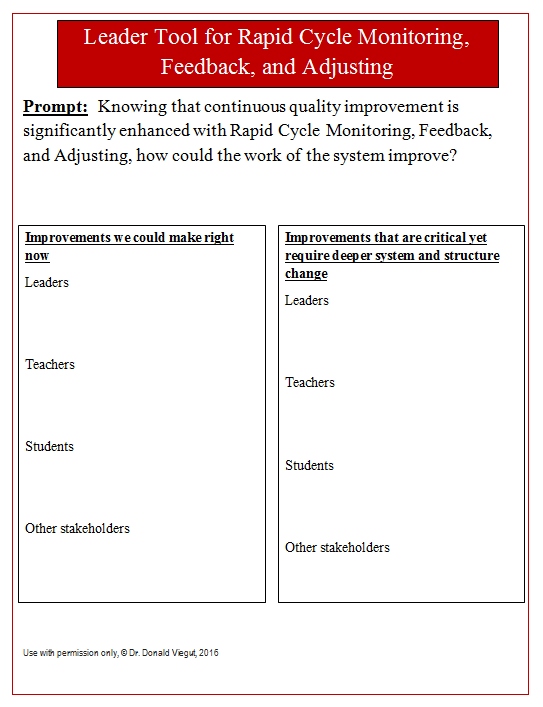 Leader Tool for Rapid Cycle Monitoring,
Feedback, and Adjusting
Prompt: Knowing that continuous quality improvement is
significantly enhanced with Rapid Cycle Monitoring, Feedback,
and Adjusting, how could the work of the system improve?
Improvements we could make right
now
Leaders
Teachers
Students
Other stakeholders
Improvements that are critical yet
require deeper system and structure
change
Leaders
Teachers
Students
Other stakeholders
Use with permission only, © Dr. Donald Viegut, 2016